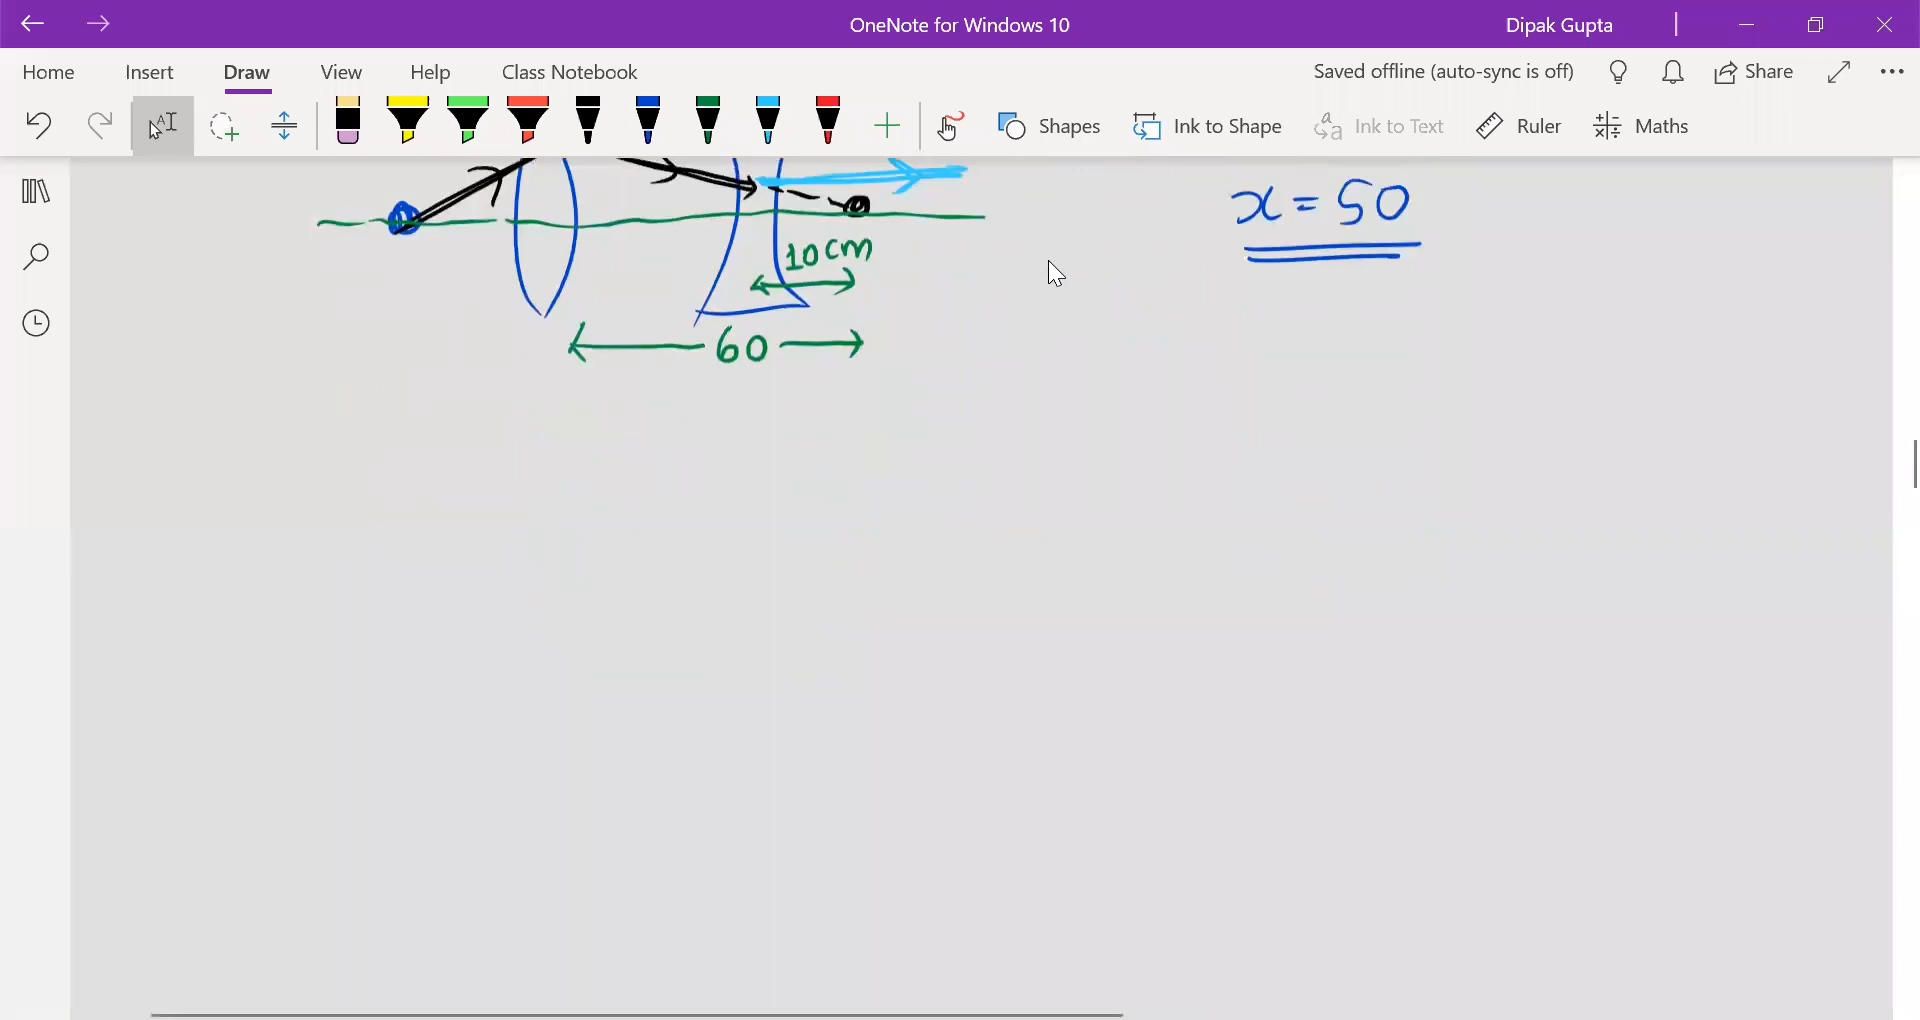 OneNote for Windows 10
Dipak Gupta
Home Insert Draw View Help Class Notebook
Saved offline (auto-sync is off) Share
Shapes Ink to Shape Ink to Text Ruler Maths
x = 50
10 cm
60